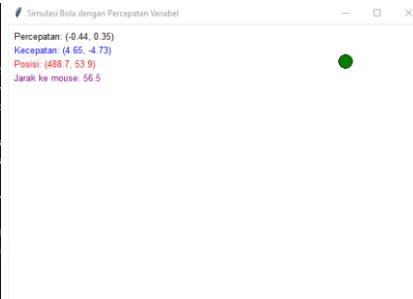 Simulasi Bola dengan Percepatan Variabel
Percepatan: (-0.44, 0.35)
Kecepatan: (4.65, -4.73)
Posisi: (488.7, 53.9)
Jarak ke mouse: 56.5